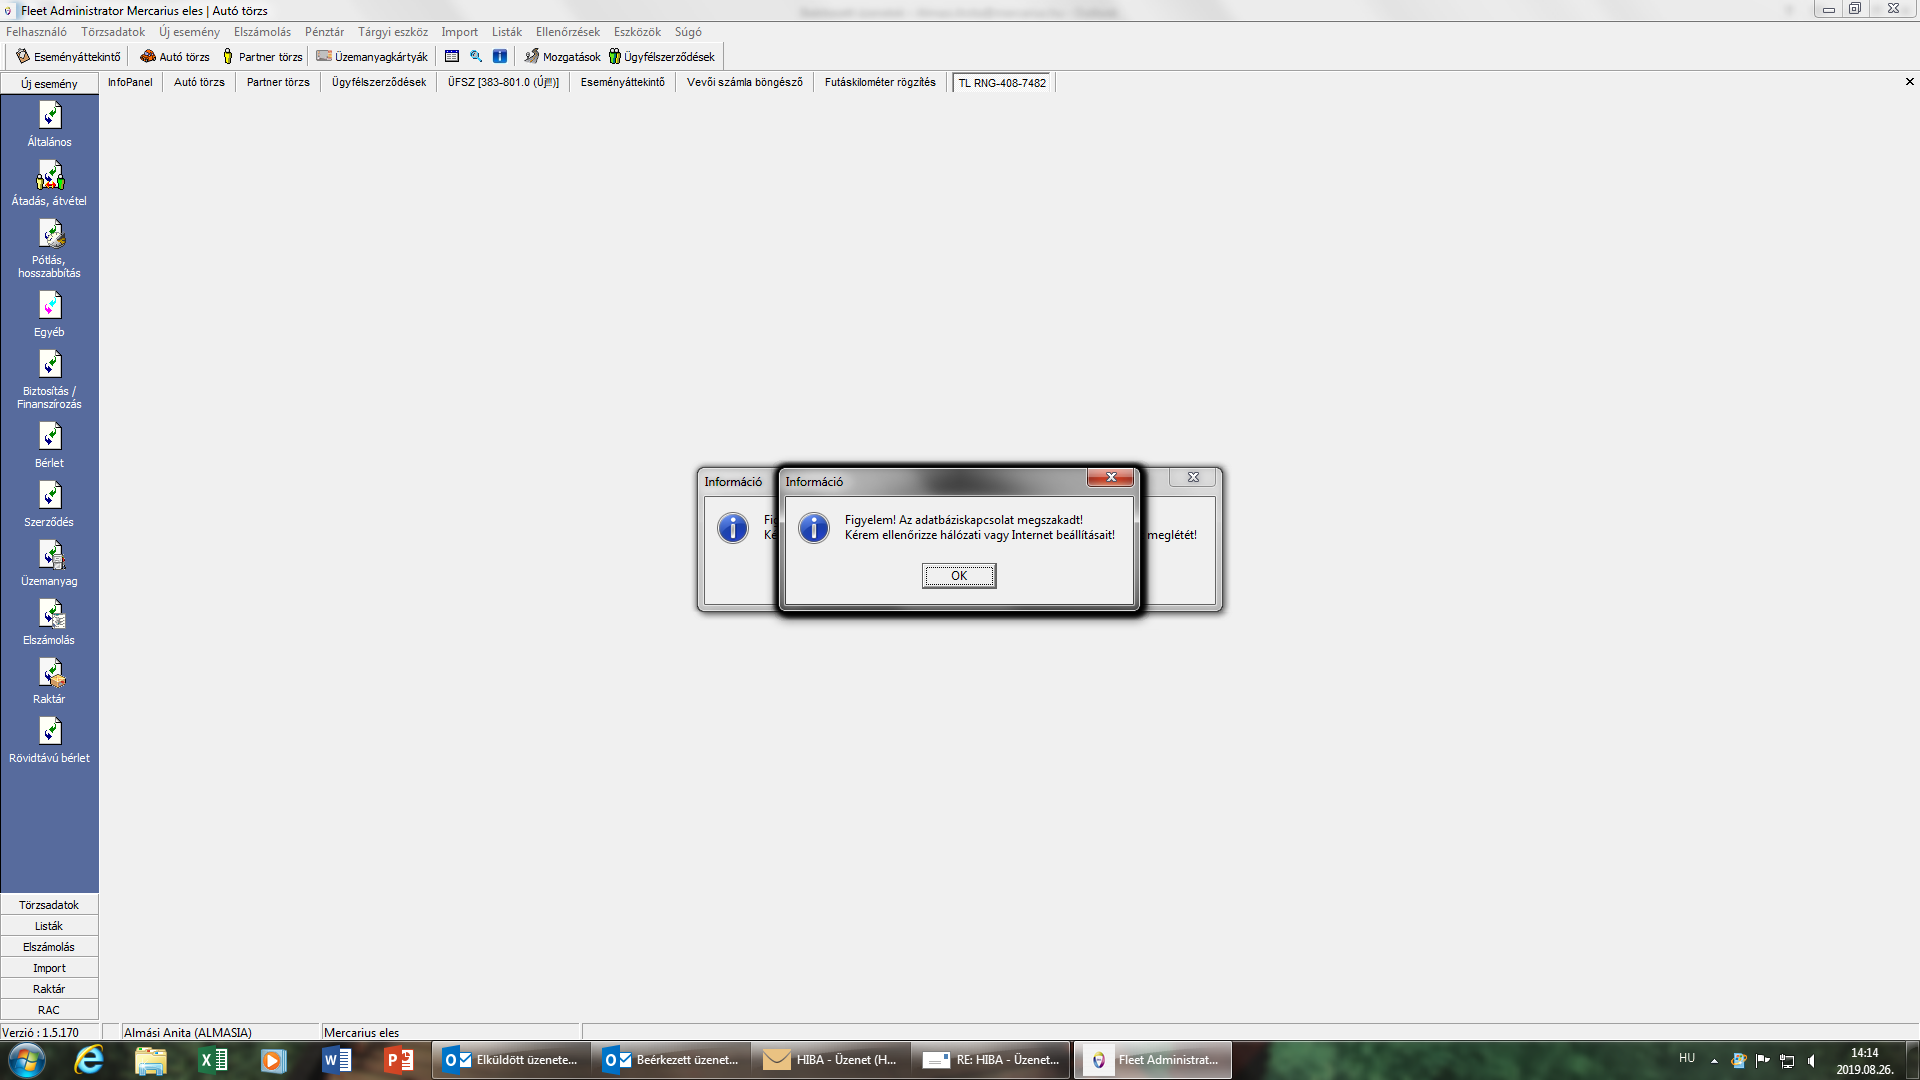 Fleet Administrator Mercarius eles | Autó törzs
Felhasználó Törzsadatok Új esemény Elszámolás Pénztár Tárgyi eszköz Import Listák Ellenőrzések Eszközök Súgó
Eseményáttekintő Autó törzs Partner törzs Üzemanyagkártyák Mozgatások Ügyfélszerződések
Új esemény InfoPanel Autó törzs Partner törzs Ügyfélszerződések ÜFSZ [383-801.0 Eseményáttekintő Vevői számla böngésző Futáskilométer rögzítés TL RNG-408-7482
Általános
Átadás, átvétel
Pótlás,
hosszabbítás
Egyéb
Biztosítás /
Finanszírozás
Bérlet
Szerződés
Üzemanyag
Elszámolás
Raktár
Rövidtávú bérlet
Információ
meglétét!
Információ
Figyelem! Az adatbáziskapcsolat megszakadt!
Kérem ellenőrizze hálózati vagy Internet beállításait!
OK
Törzsadatok
Listák
Elszámolás
Import
Raktár
RAC
Verzió : 1.5.170 Almási Anita (ALMASIA) Mercarius eles
Elküldött üzenete... Beérkezett üzenet... HIBA - Üzenet (H... RE: HIBA - Üzenet... Fleet Administrat...
HU
14:14
2019.08.26.